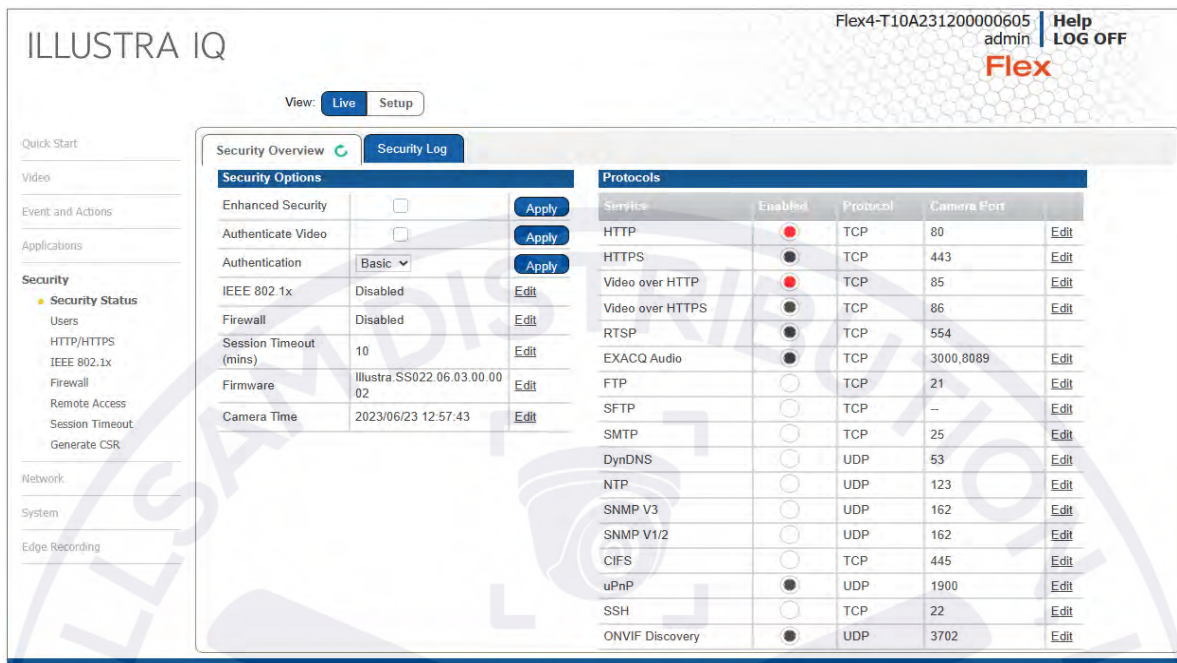 ILLUSTRA IQ
Flex4-T10A231200000605 Help
admin LOG OFF
Flex
View: Live Setup
Quick Start
Video
Event and Actions
Applications
Security
Security Status
Users
HTTP/HTTPS
IEEE 802.1x
Firewall
Remote Access
Session Timeout
Generate CSR
Network
System
Edge Recording
Security Overview Security Log
Security Options
Enhanced Security Apply
Authenticate Video Apply
Authentication Basic Apply
IEEE 802.1x Disabled Edit
Firewall Disabled Edit
Session Timeout
(mins) 10 Edit
Firmware Illustra.SS022.06.03.00.00
02 Edit
Camera Time 2023/06/23 12:57:43 Edit
Protocols
Service Enabled Protocol Camera Port
HTTP TCP 80 Edit
HTTPS TCP 443 Edit
Video over HTTP TCP 85 Edit
Video over HTTPS TCP 86 Edit
RTSP TCP 554
EXACQ Audio TCP 3000,8089 Edit
FTP TCP 21 Edit
SFTP TCP -- Edit
SMTP TCP 25 Edit
DynDNS UDP 53 Edit
NTP UDP 123 Edit
SNMP V3 UDP 162 Edit
SNMP V1/2 UDP 162 Edit
CIFS TCP 445 Edit
uPnP UDP 1900 Edit
SSH TCP 22 Edit
ONVIF Discovery UDP 3702 Edit